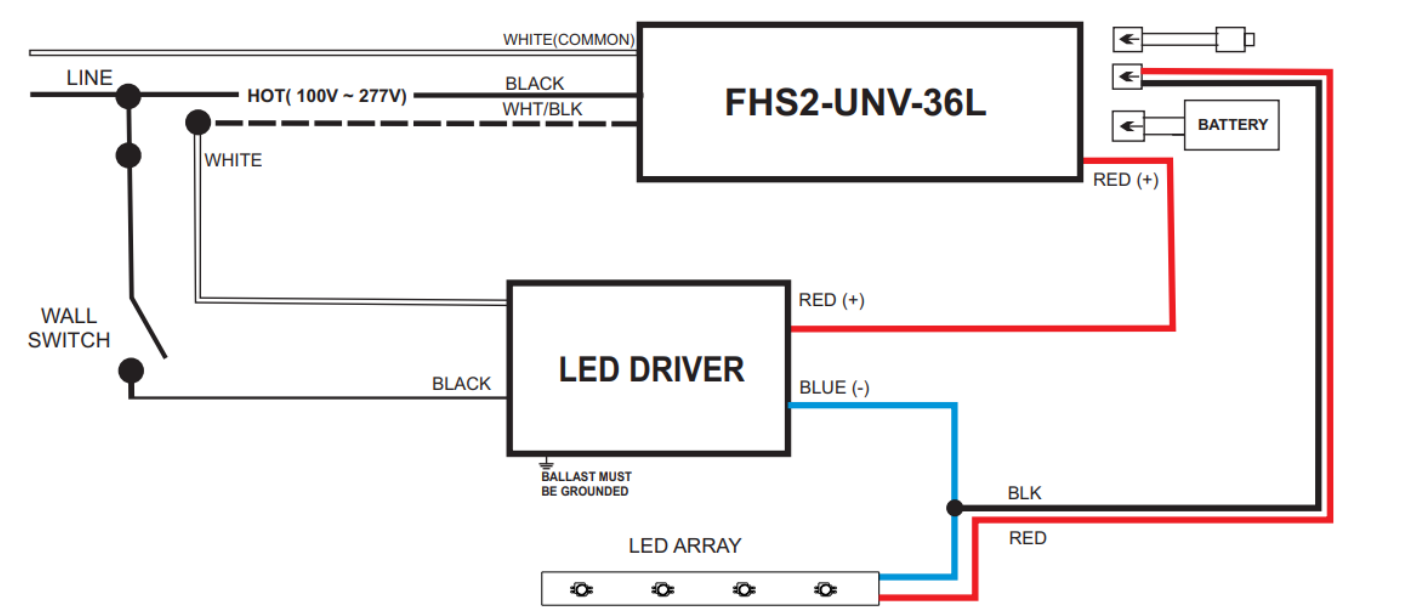 WHITE(COMMON)
LINE
HOT( 100V ~ 277V)
BLACK
WHT/BLK
FHS2-UNV-36L
BATTERY
WHITE
RED (+)
WALL
SWITCH
RED (+)
LED DRIVER
BLACK
BLUE (-)
BALLAST MUST
BE GROUNDED
BLK
RED
LED ARRAY